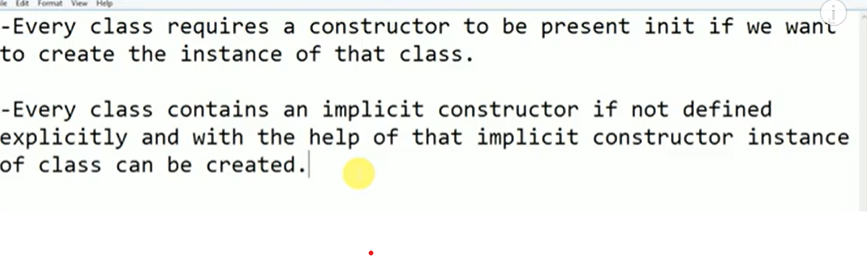 le Edit Format View Help
-Every class requires a constructor to be present init if we want
to create the instance of that class.
-Every class contains an implicit constructor if not defined
explicitly and with the help of that implicit constructor instance
of class can be created.